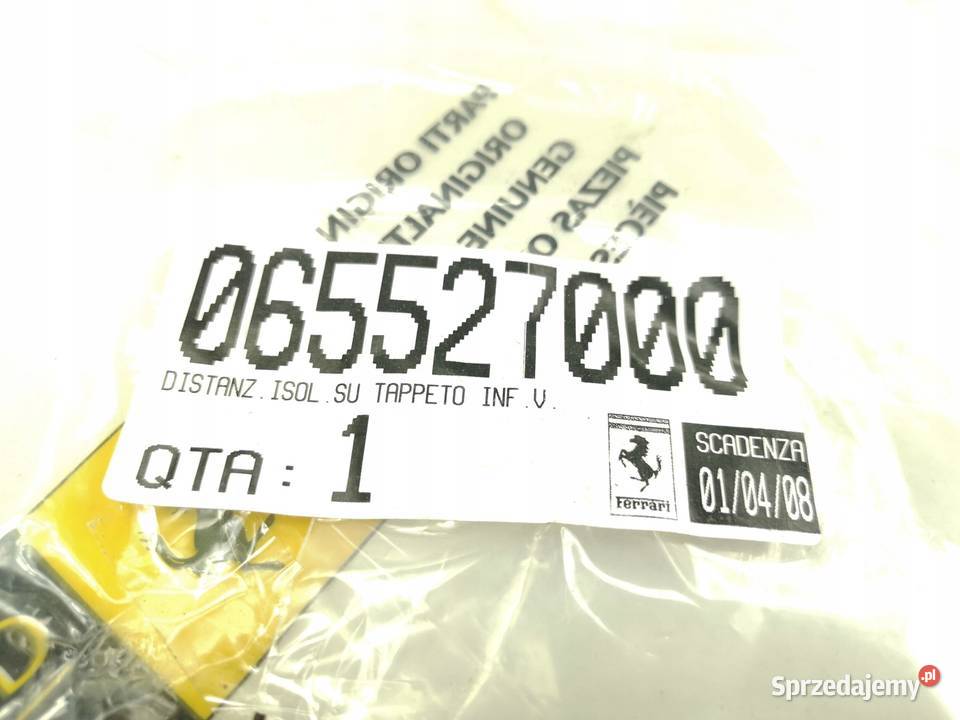 PARTI ORIGIN
ORIGINALT
GENUINE
PIEZAS O
PIÈCES
065527000
DISTANZ.ISOL.SU TAPPETO INF.V.
QTA: 1
Ferrari
SCADENZA
01/04/08
Sprzedajemy.pl